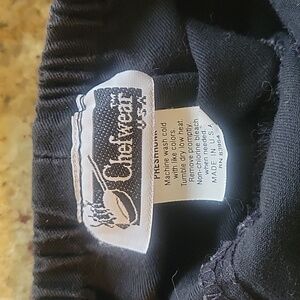 Chefwear
USA
PRESHRUNK
Machine wash cold
with like colors.
Tumble dry low heat.
Remove promptly.
Non-chlorine bleach
when needed.
MADE IN U.S.A.